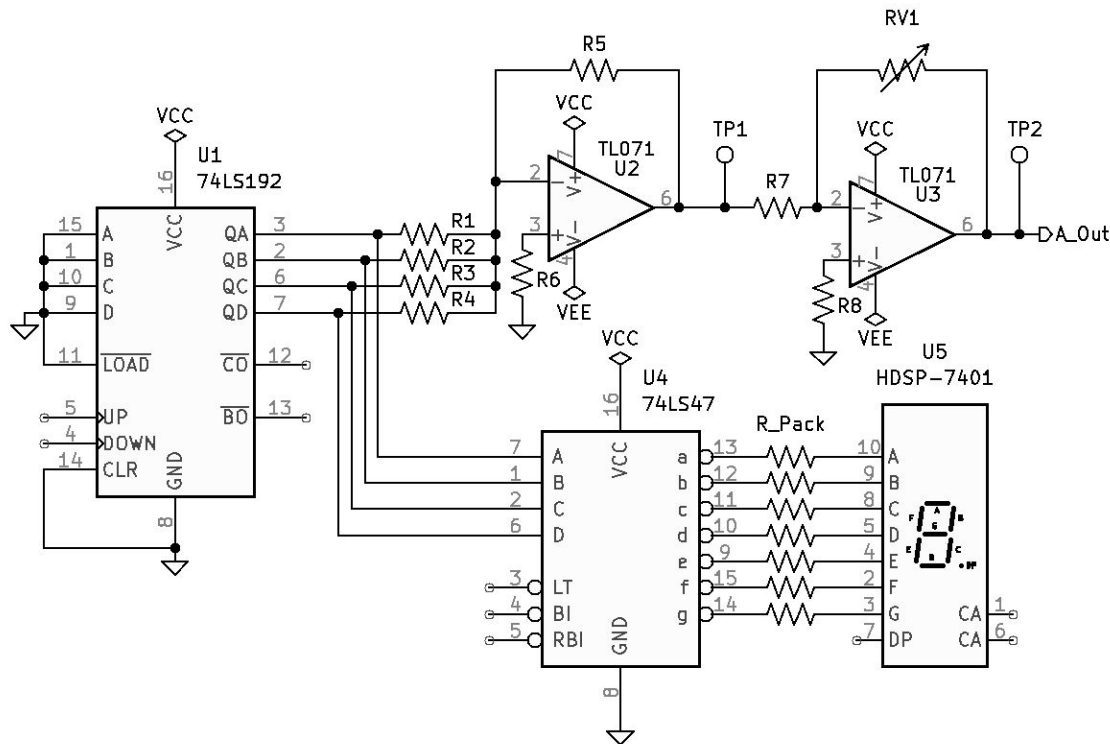 RV1
R5
VCC
VCC
TP1
TP2
VCC
TL071
U2
TL071
U3
U1
74LS192
16
7
2
−
V+
6
R7
7
2
−
V+
6
A_Out
15
A
VCC
QA
3
R1
3
+
V-
4
3
+
V-
4
1
B
QB
2
R2
10
C
QC
6
R3
R6
R8
9
D
QD
7
R4
VEE
VEE
11
LOAD
CO
12
VCC
U4
74LS47
U5
HDSP-7401
5
UP
BO
13
16
4
DOWN
R_Pack
14
CLR
GND
7
A
VCC
a
13
10
A
1
B
b
12
9
B
2
C
c
11
8
C
8
6
D
d
10
5
D
e
9
4
E
3
LT
f
15
2
F
4
BI
g
14
3
G
CA
1
5
RBI
GND
7
DP
CA
6
8
A
F
B
G
E
C